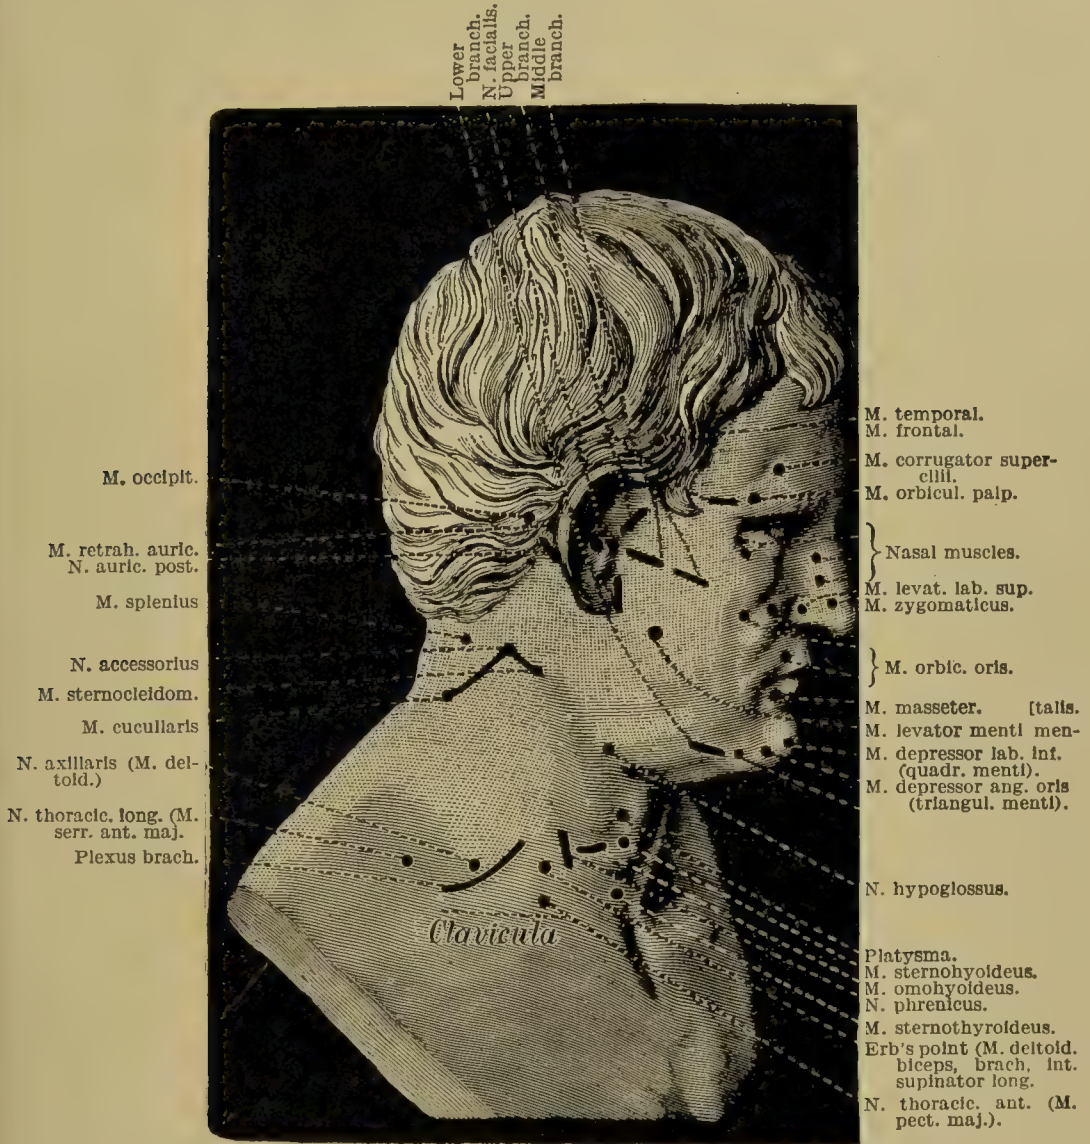 Lower
branch.
N. facialis.
Upper
branch.
Middle
branch.
M. occipit.
M. retrah. auric.
N. auric. post.
M. splenius
N. accessorius
M. sternocleidom.
M. cucullaris
N. axillaris (M. del-
toid.)
N. thoracic. long. (M.
serr. ant. maj.
Plexus brach.
Clavicula
M. temporal.
M. frontal.
M. corrugator super-
cilii.
M. orbicul. palp.
Nasal muscles.
M. levat. lab. sup.
M. zygomaticus.
M. orbic. oris.
M. masseter. [talis.
M. levator menti men-
M. depressor lab. inf.
(quadr. menti).
M. depressor ang. oris
(triangul. menti).
N. hypoglossus.
Platysma.
M. sternohyoideus.
M. omohyoideus.
N. phrenicus.
M. sternothyroideus.
Erb's point (M. deltoid.
biceps, brach, int.
supinator long.
N. thoracic. ant. (M.
pect. maj.).